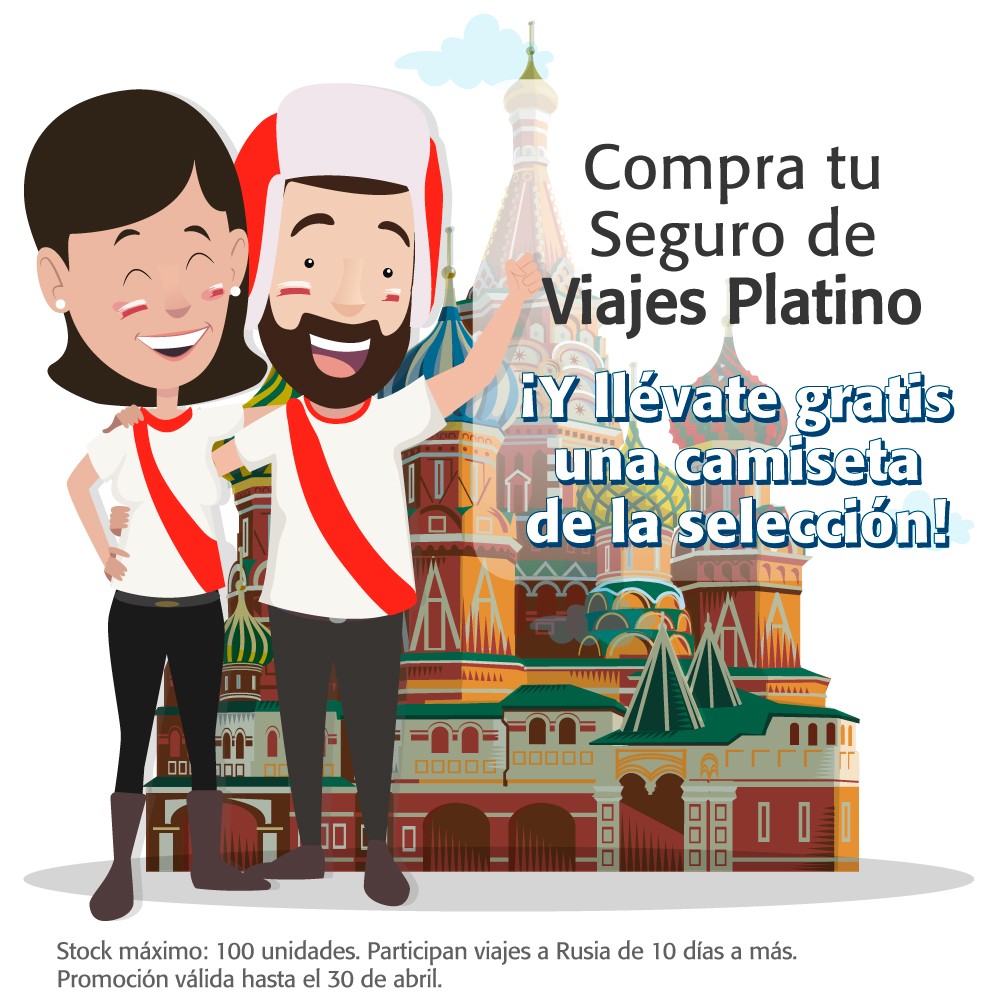 Compra tu
Seguro de
Viajes Platino
¡Y llévate gratis
una camiseta
de la selección!
Stock máximo: 100 unidades. Participan viajes a Rusia de 10 días a más.
Promoción válida hasta el 30 de abril.